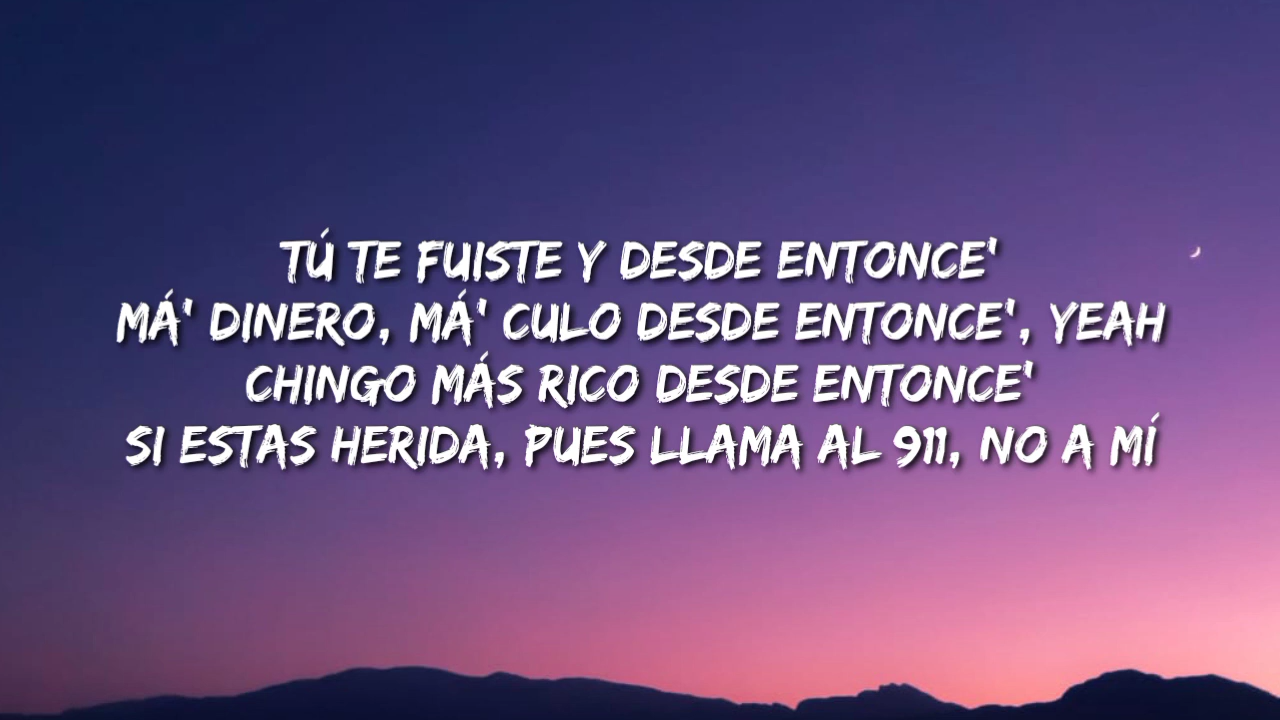 TÚ TE FUISTE Y DESDE ENTONCE'
MÁ' DINERO, MÁ' CULO DESDE ENTONCE', YEAH
CHINGO MÁS RICO DESDE ENTONCE'
SI ESTAS HERIDA, PUES LLAMA AL 911, NO A MÍ